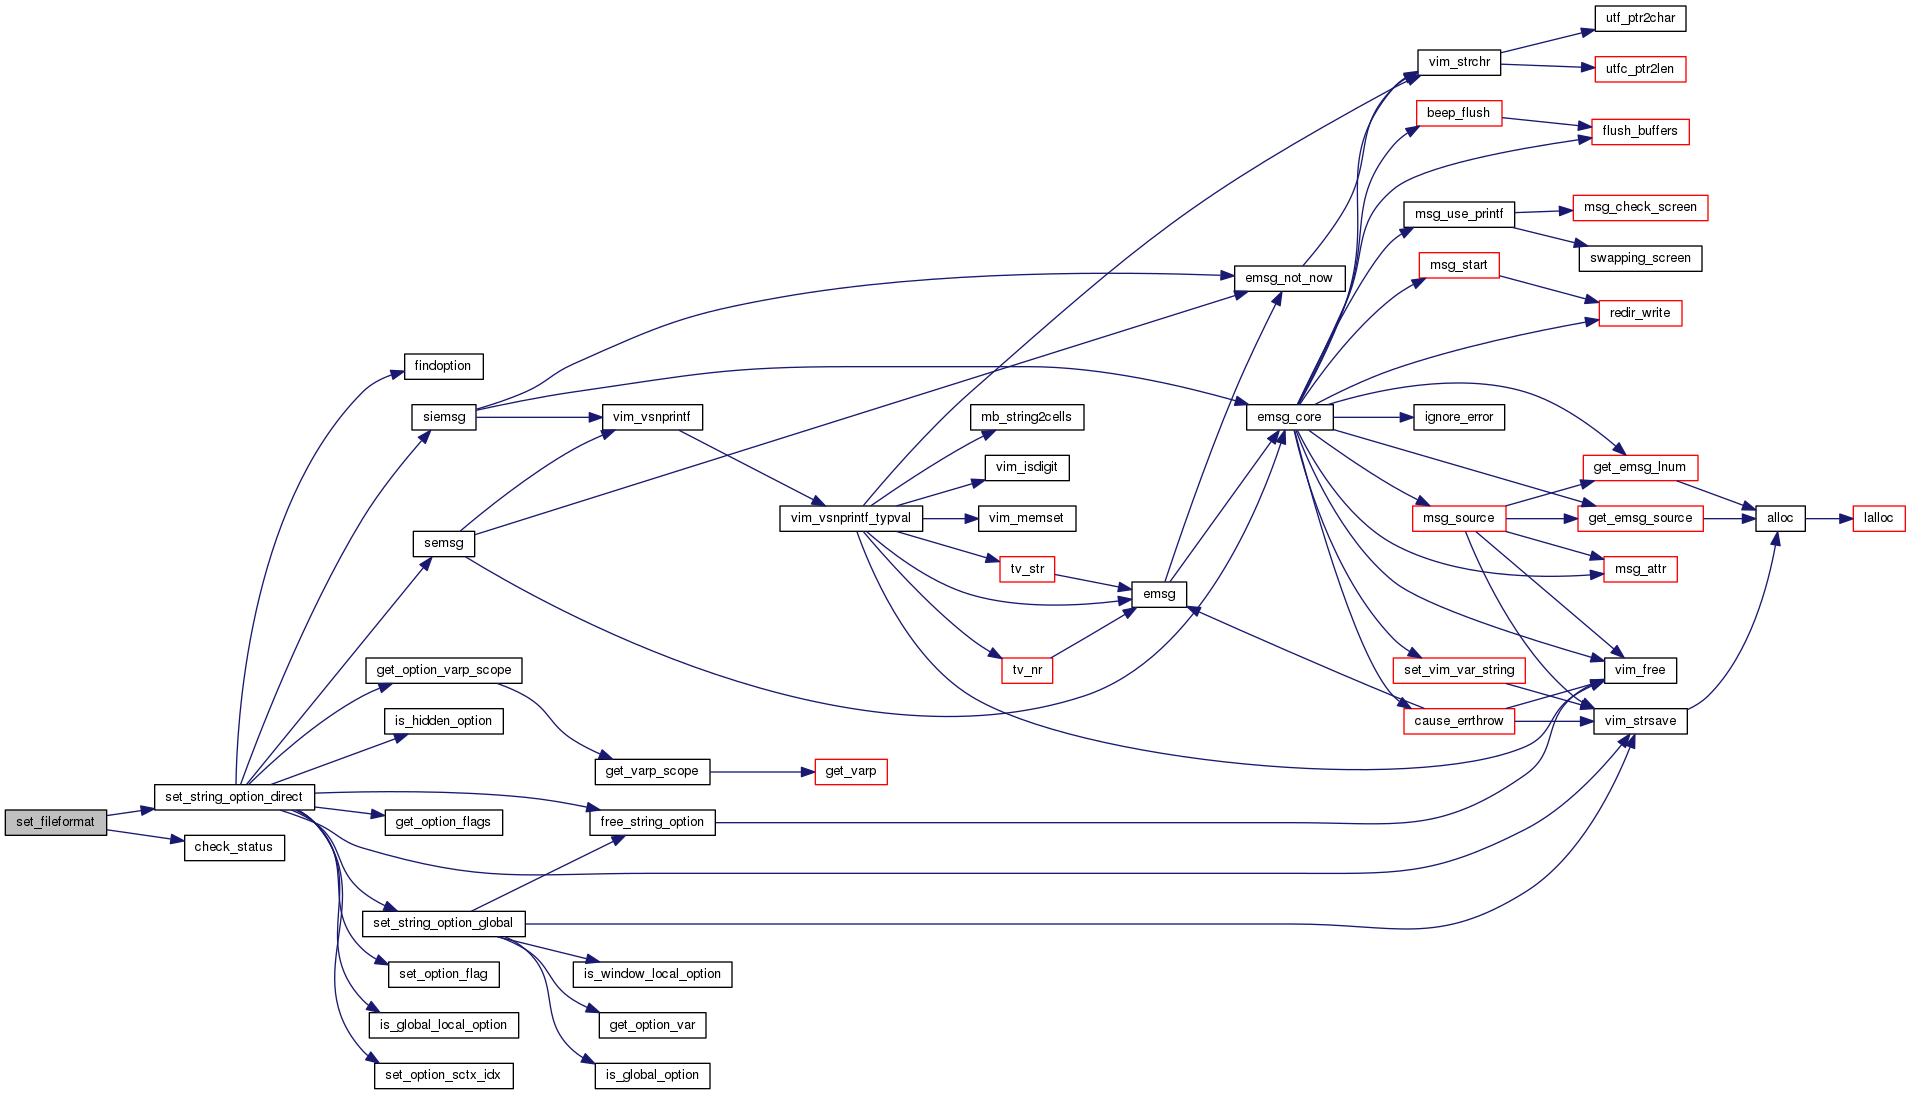 utf_ptr2char
vim_strchr
utfc_ptr2len
beep_flush
flush_buffers
msg_check_screen
msg_use_printf
swapping_screen
msg_start
emsg_not_now
redir_write
findoption
siemsg
vim_vsnprintf
mb_string2cells
emsg_core
ignore_error
vim_isdigit
get_emsg_lnum
vim_vsnprintf_typval
vim_memset
msg_source
get_emsg_source
alloc
lalloc
semsg
tv_str
msg_attr
emsg
get_option_varp_scope
tv_nr
set_vim_var_string
vim_free
is_hidden_option
cause_errthrow
vim_strsave
get_varp_scope
get_varp
set_string_option_direct
set_fileformat
get_option_flags
free_string_option
check_status
set_string_option_global
set_option_flag
is_window_local_option
is_global_local_option
get_option_var
set_option_sctx_idx
is_global_option